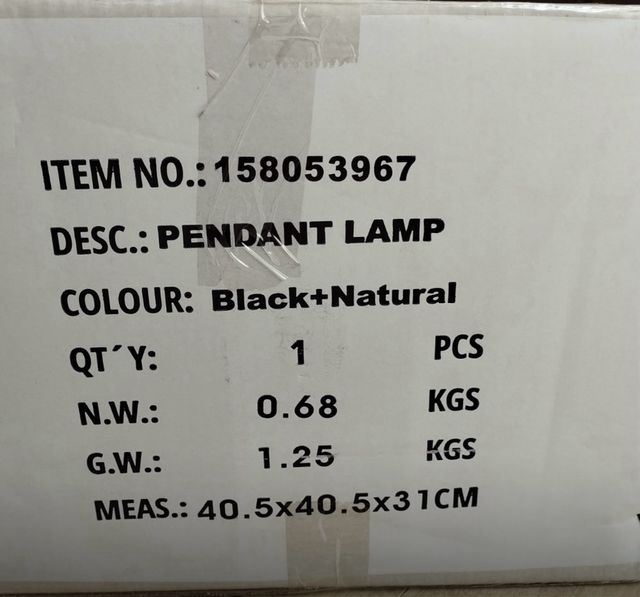 ITEM NO.: 158053967
DESC.: PENDANT LAMP
COLOUR: Black+Natural
QT´Y: 1 PCS
N.W.: 0.68 KGS
G.W.: 1.25 KGS
MEAS.: 40.5x40.5x31CM